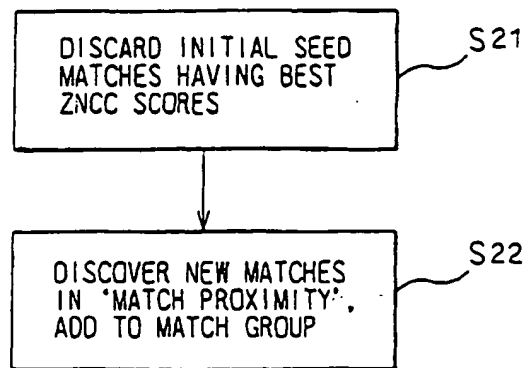 DISCARD INITIAL SEED
MATCHES HAVING BEST
ZNCC SCORES
S21
DISCOVER NEW MATCHES
IN 'MATCH PROXIMITY',
ADD TO MATCH GROUP
S22